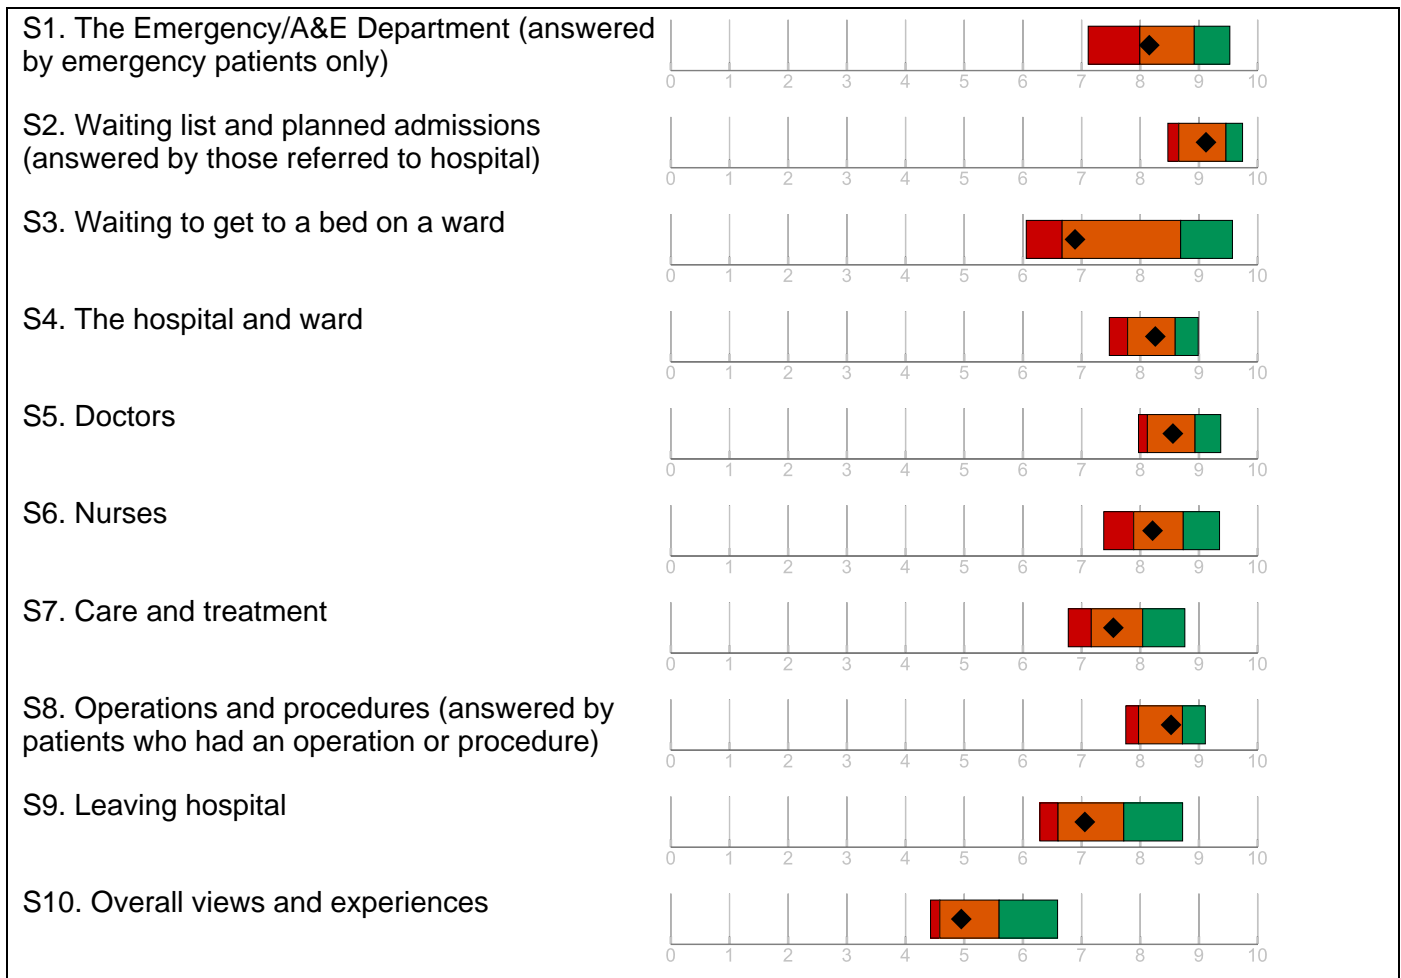 S1. The Emergency/A&E Department (answered
by emergency patients only)
0 1 2 3 4 5 6 7 8 9 10
S2. Waiting list and planned admissions
(answered by those referred to hospital)
0 1 2 3 4 5 6 7 8 9 10
S3. Waiting to get to a bed on a ward
0 1 2 3 4 5 6 7 8 9 10
S4. The hospital and ward
0 1 2 3 4 5 6 7 8 9 10
S5. Doctors
0 1 2 3 4 5 6 7 8 9 10
S6. Nurses
0 1 2 3 4 5 6 7 8 9 10
S7. Care and treatment
0 1 2 3 4 5 6 7 8 9 10
S8. Operations and procedures (answered by
patients who had an operation or procedure)
0 1 2 3 4 5 6 7 8 9 10
S9. Leaving hospital
0 1 2 3 4 5 6 7 8 9 10
S10. Overall views and experiences
0 1 2 3 4 5 6 7 8 9 10